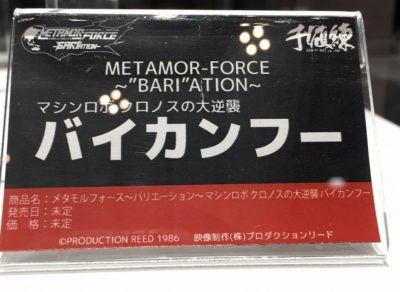 METAMOR-FORCE
"BARI"ATION
千値練
METAMOR-FORCE
~"BARI"ATION~
マシンロボ クロノスの大逆襲
バイカンフー
商品名：メタモルフォース～バリエーション～マシンロボ クロノスの大逆襲 バイカンフー
発売日：未定
価 格：未定
©PRODUCTION REED 1986 映像制作(株)プロダクションリード